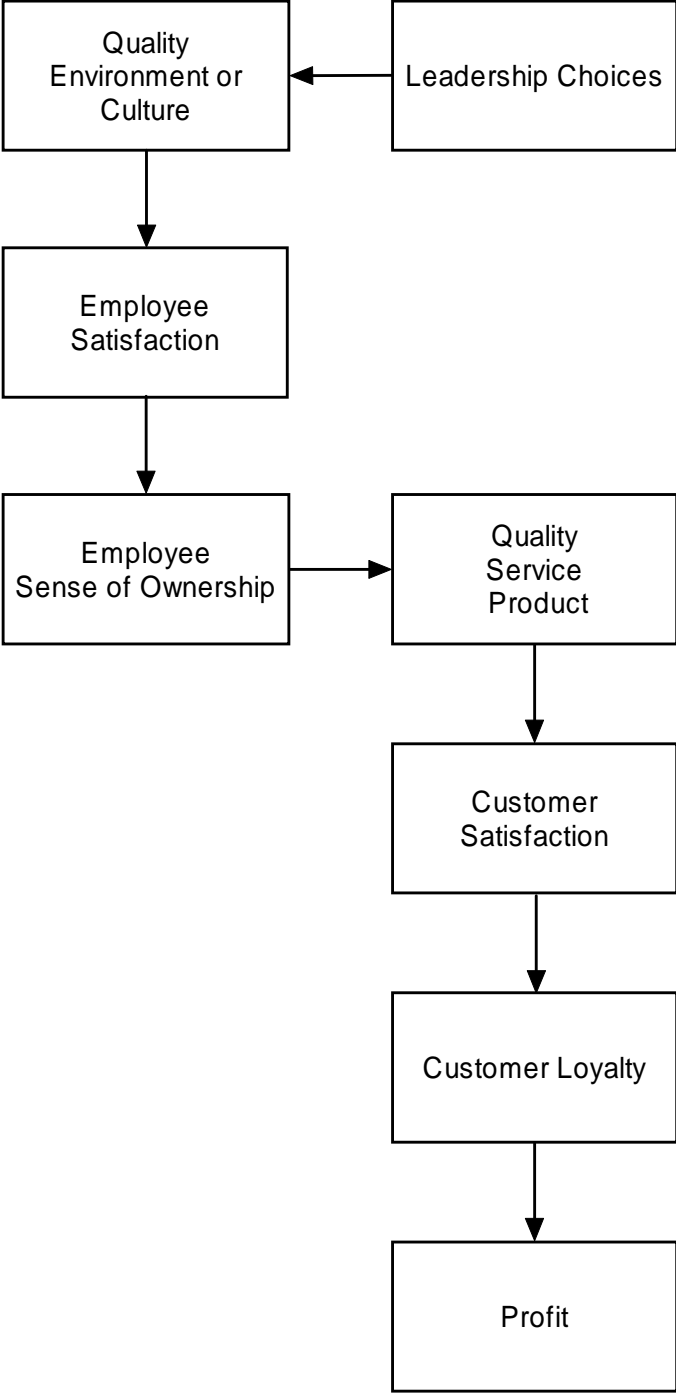 Quality
Environment or
Culture
Leadership Choices
Employee
Satisfaction
Employee
Sense of Ownership
Quality
Service
Product
Customer
Satisfaction
Customer Loyalty
Profit